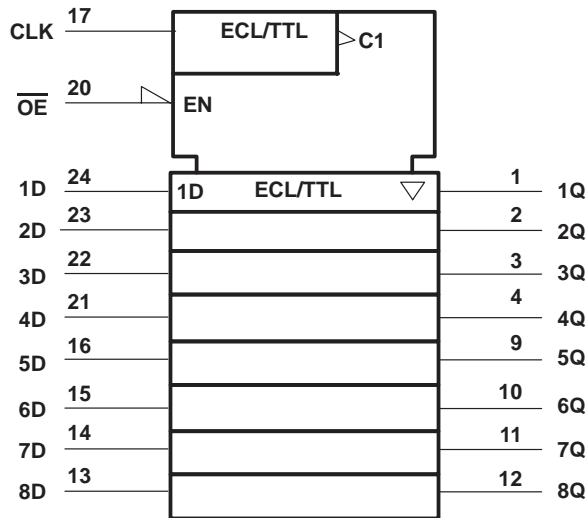 CLK 17 ECL/TTL C1
OE 20 EN
1D 24 1D ECL/TTL 1 1Q
2D 23 2 2Q
3D 22 3 3Q
4D 21 4 4Q
5D 16 9 5Q
6D 15 10 6Q
7D 14 11 7Q
8D 13 12 8Q